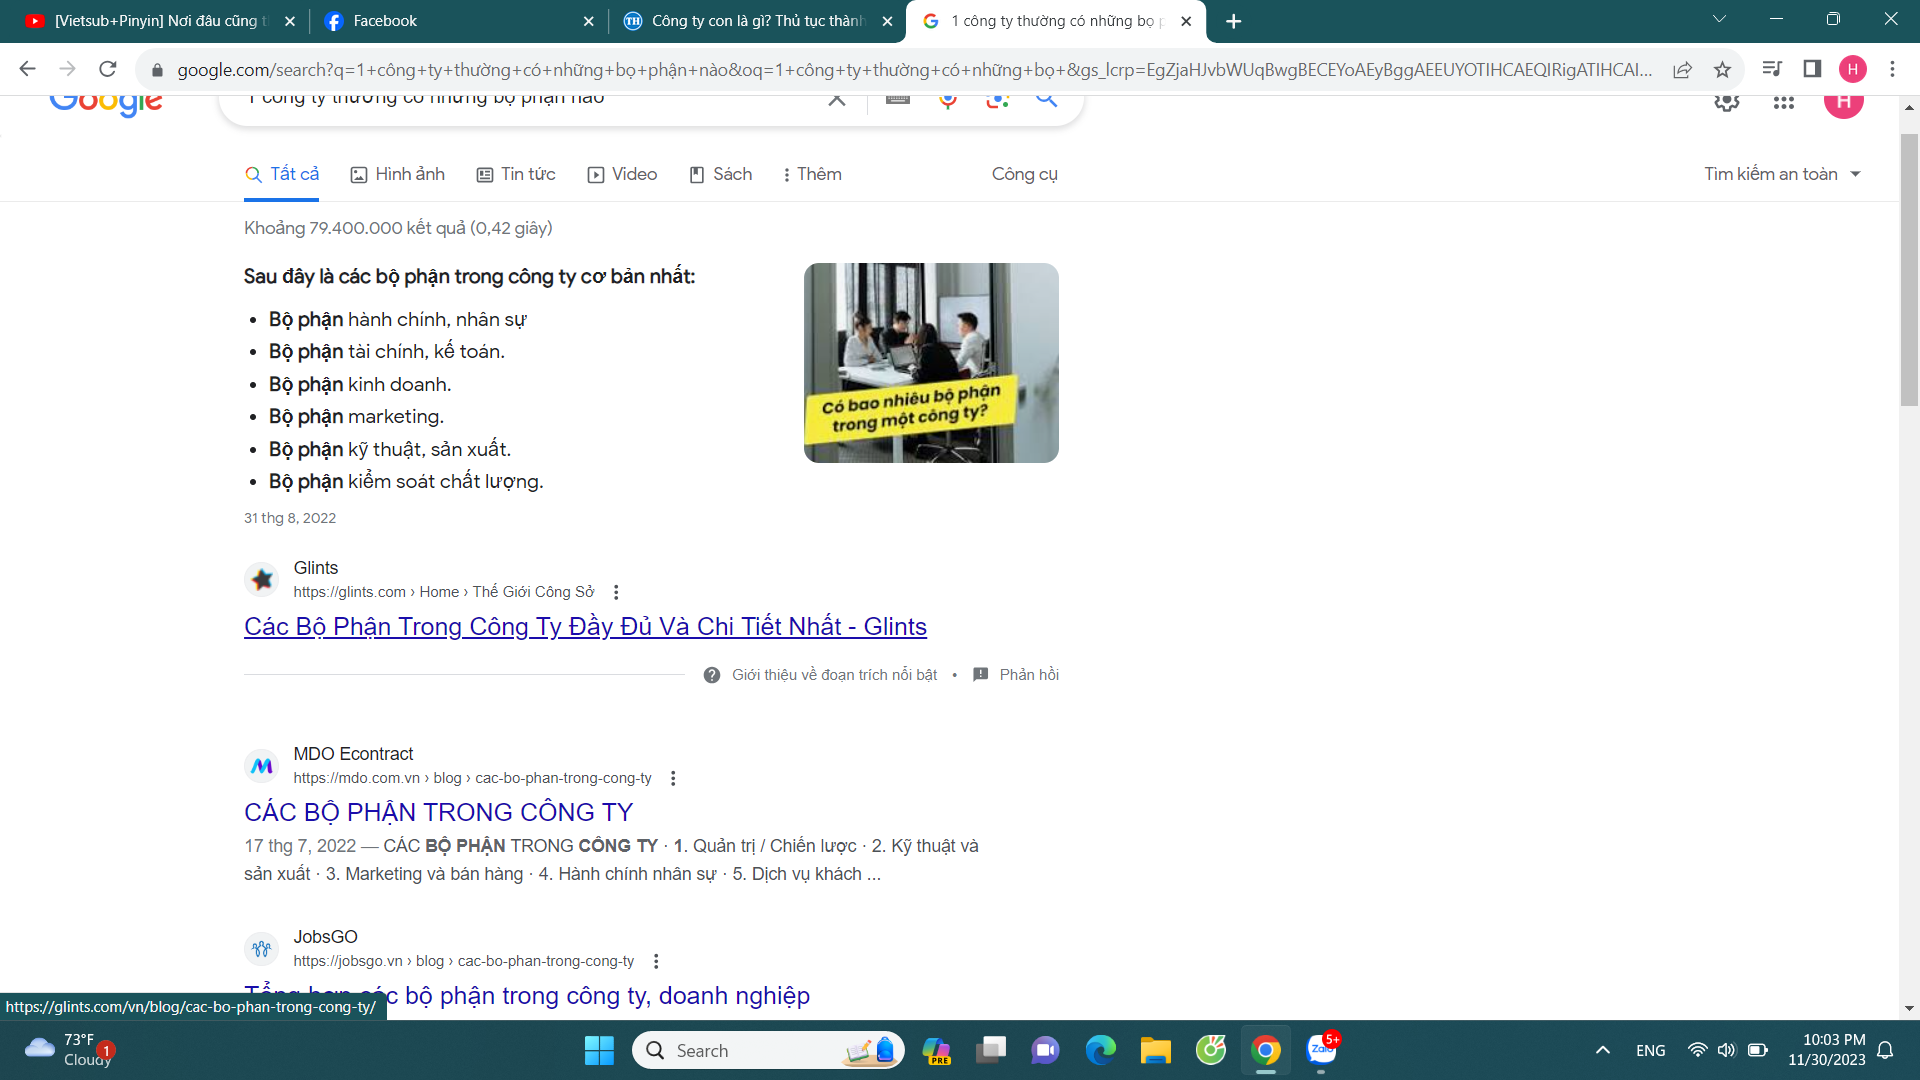 [Vietsub+Pinyin] Nơi đâu cũng t
Facebook
Công ty con là gì? Thủ tục thành
1 công ty thường có những bọ p
google.com/search?q=1+công+ty+thường+có+những+bọ+phận+nào&oq=1+công+ty+thường+có+những+bọ+&gs_lcrp=EgZjaHJvbWUqBwgBECEYoAEyBggAEEUYOTIHCAEQIRigATIHCAI...
H
Google
1 công ty thường có những bọ phận nào
H
Tất cả
Hình ảnh
Tin tức
Video
Sách
Thêm
Công cụ
Tìm kiếm an toàn
Khoảng 79.400.000 kết quả (0,42 giây)
Sau đây là các bộ phận trong công ty cơ bản nhất:
• Bộ phận hành chính, nhân sự
• Bộ phận tài chính, kế toán.
• Bộ phận kinh doanh.
• Bộ phận marketing.
• Bộ phận kỹ thuật, sản xuất.
• Bộ phận kiểm soát chất lượng.
Có bao nhiêu bộ phận
trong một công ty?
31 thg 8, 2022
Glints
https://glints.com › Home › Thế Giới Công Sở
Các Bộ Phận Trong Công Ty Đầy Đủ Và Chi Tiết Nhất - Glints
Giới thiệu về đoạn trích nổi bật • Phản hồi
MDO Econtract
https://mdo.com.vn › blog › cac-bo-phan-trong-cong-ty
CÁC BỘ PHẬN TRONG CÔNG TY
17 thg 7, 2022 — CÁC BỘ PHẬN TRONG CÔNG TY · 1. Quản trị / Chiến lược · 2. Kỹ thuật và
sản xuất · 3. Marketing và bán hàng · 4. Hành chính nhân sự · 5. Dịch vụ khách ...
JobsGO
https://jobsgo.vn › blog › cac-bo-phan-trong-cong-ty
Tổng hợp các bộ phận trong công ty, doanh nghiệp
https://glints.com/vn/blog/cac-bo-phan-trong-cong-ty/
73°F
Cloudy
1
Search
PRE
Zalo
5+
ENG
10:03 PM
11/30/2023